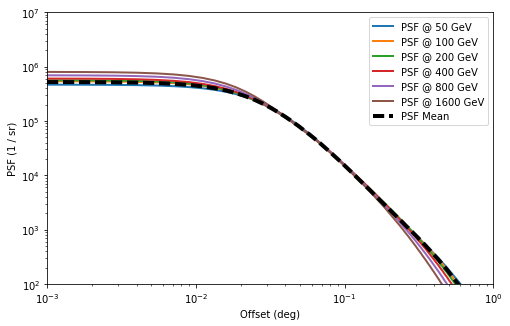 10^7
10^6
10^5
10^4
10^3
10^2
PSF (1 / sr)
PSF @ 50 GeV
PSF @ 100 GeV
PSF @ 200 GeV
PSF @ 400 GeV
PSF @ 800 GeV
PSF @ 1600 GeV
PSF Mean
10^−3
10^−2
10^−1
10^0
Offset (deg)